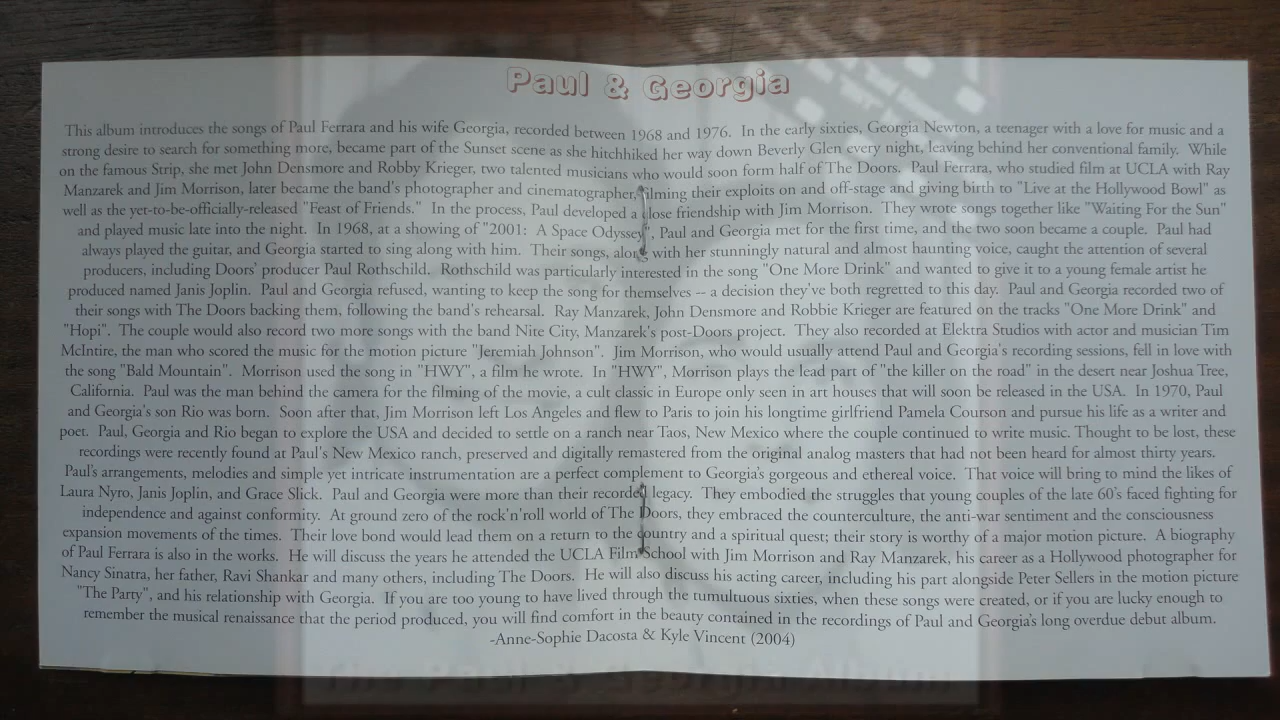 Paul & Georgia
This album introduces the songs of Paul Ferrara and his wife Georgia, recorded between 1968 and 1976. In the early sixties, Georgia Newton, a teenager with a love for music and a
strong desire to search for something more, became part of the Sunset scene as she hitchhiked her way down Beverly Glen every night, leaving behind her conventional family. While
on the famous Strip, she met John Densmore and Robby Krieger, two talented musicians who would soon form half of The Doors. Paul Ferrara, who studied film at UCLA with Ray
Manzarek and Jim Morrison, later became the band's photographer and cinematographer, filming their exploits on and off-stage and giving birth to "Live at the Hollywood Bowl" as
well as the yet-to-be-officially-released "Feast of Friends." In the process, Paul developed a close friendship with Jim Morrison. They wrote songs together like "Waiting For the Sun"
and played music late into the night. In 1968, at a showing of "2001: A Space Odyssey", Paul and Georgia met for the first time, and the two soon became a couple. Paul had
always played the guitar, and Georgia started to sing along with him. Their songs, along with her stunningly natural and almost haunting voice, caught the attention of several
producers, including Doors' producer Paul Rothschild. Rothschild was particularly interested in the song "One More Drink" and wanted to give it to a young female artist he
produced named Janis Joplin. Paul and Georgia refused, wanting to keep the song for themselves -- a decision they've both regretted to this day. Paul and Georgia recorded two of
their songs with The Doors backing them, following the band's rehearsal. Ray Manzarek, John Densmore and Robbie Krieger are featured on the tracks "One More Drink" and
"Hopi". The couple would also record two more songs with the band Nite City, Manzarek's post-Doors project. They also recorded at Elektra Studios with actor and musician Tim
McIntire, the man who scored the music for the motion picture "Jeremiah Johnson". Jim Morrison, who would usually attend Paul and Georgia's recording sessions, fell in love with
the song "Bald Mountain". Morrison used the song in "HWY", a film he wrote. In "HWY", Morrison plays the lead part of "the killer on the road" in the desert near Joshua Tree,
California. Paul was the man behind the camera for the filming of the movie, a cult classic in Europe only seen in art houses that will soon be released in the USA. In 1970, Paul
and Georgia's son Rio was born. Soon after that, Jim Morrison left Los Angeles and flew to Paris to join his longtime girlfriend Pamela Courson and pursue his life as a writer and
poet. Paul, Georgia and Rio began to explore the USA and decided to settle on a ranch near Taos, New Mexico where the couple continued to write music. Thought to be lost, these
recordings were recently found at Paul's New Mexico ranch, preserved and digitally remastered from the original analog masters that had not been heard for almost thirty years.
Paul's arrangements, melodies and simple yet intricate instrumentation are a perfect complement to Georgia's gorgeous and ethereal voice. That voice will bring to mind the likes of
Laura Nyro, Janis Joplin, and Grace Slick. Paul and Georgia were more than their recorded legacy. They embodied the struggles that young couples of the late 60's faced fighting for
independence and against conformity. At ground zero of the rock'n'roll world of The Doors, they embraced the counterculture, the anti-war sentiment and the consciousness
expansion movements of the times. Their love bond would lead them on a return to the country and a spiritual quest; their story is worthy of a major motion picture. A biography
of Paul Ferrara is also in the works. He will discuss the years he attended the UCLA Film School with Jim Morrison and Ray Manzarek, his career as a Hollywood photographer for
Nancy Sinatra, her father, Ravi Shankar and many others, including The Doors. He will also discuss his acting career, including his part alongside Peter Sellers in the motion picture
"The Party", and his relationship with Georgia. If you are too young to have lived through the tumultuous sixties, when these songs were created, or if you are lucky enough to
remember the musical renaissance that the period produced, you will find comfort in the beauty contained in the recordings of Paul and Georgia's long overdue debut album.
-Anne-Sophie Dacosta & Kyle Vincent (2004)
The Paul & Georgia Album